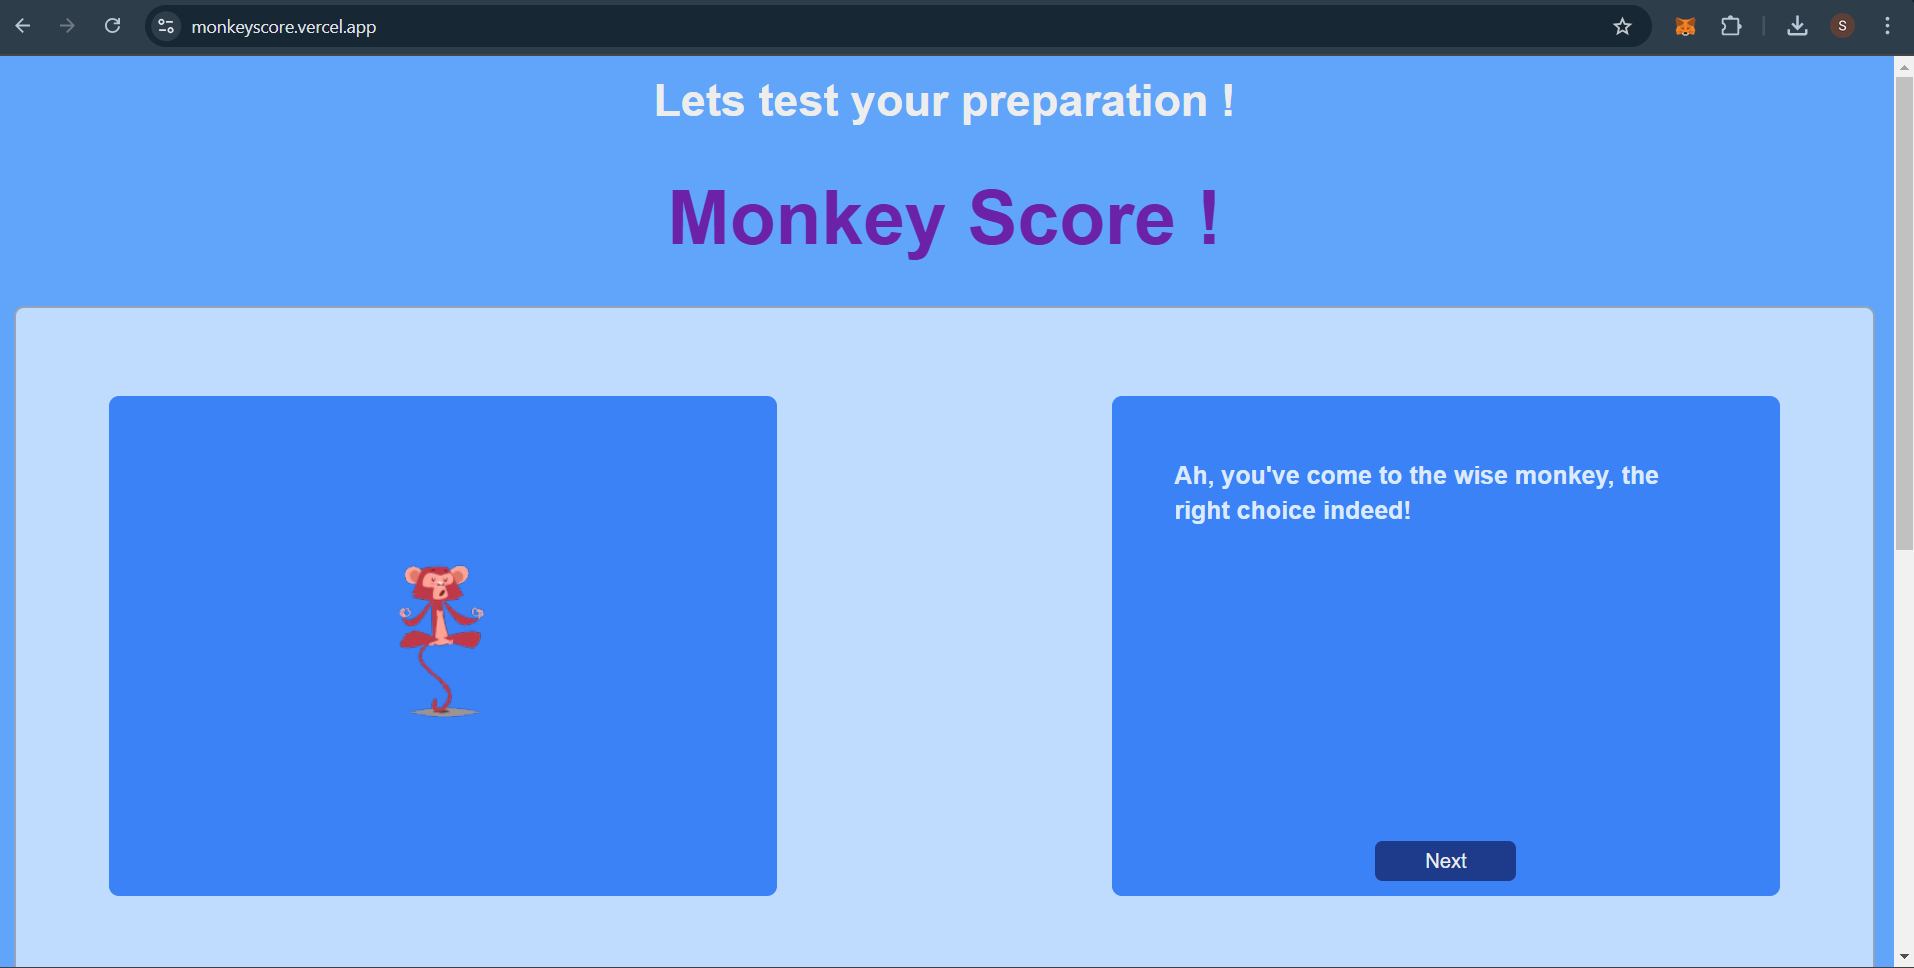 monkeyscore.vercel.app
S
Lets test your preparation !
Monkey Score !
Ah, you've come to the wise monkey, the
right choice indeed!
Next